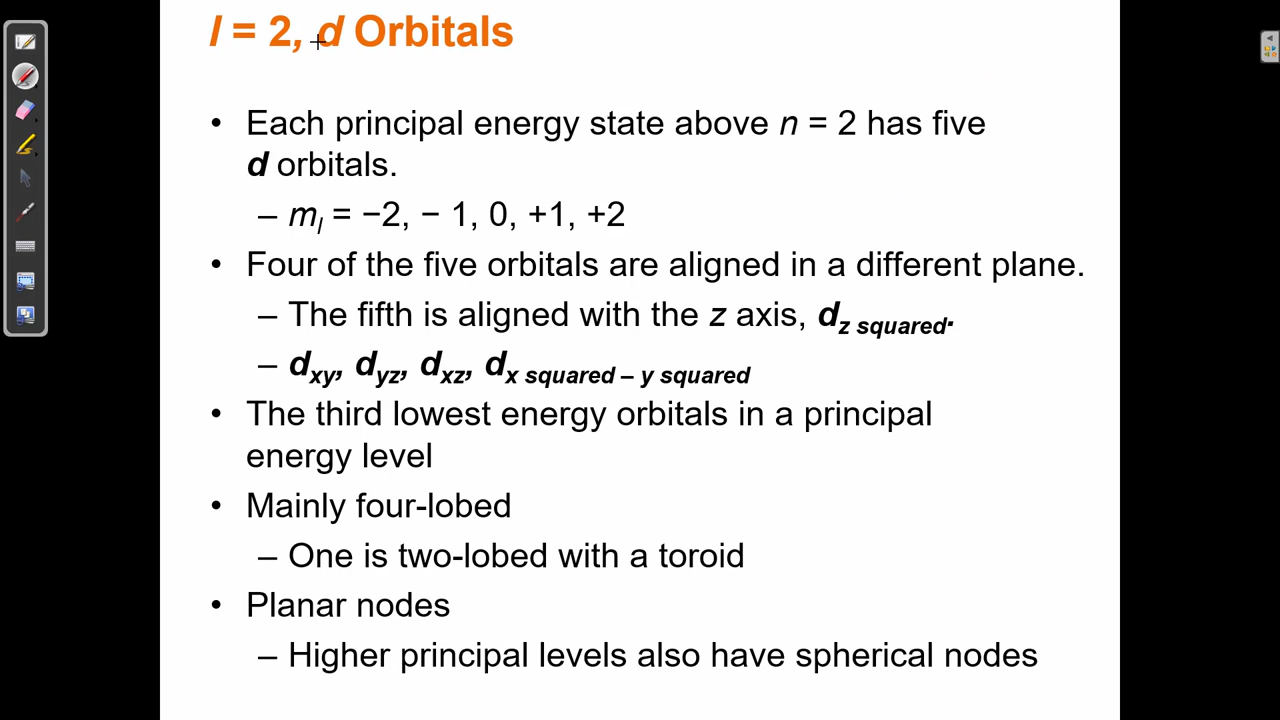 l = 2, d Orbitals
• Each principal energy state above n = 2 has five
d orbitals.
– ml = −2, − 1, 0, +1, +2
• Four of the five orbitals are aligned in a different plane.
– The fifth is aligned with the z axis, dz squared.
– dxy, dyz, dxz, dx squared – y squared
• The third lowest energy orbitals in a principal
energy level
• Mainly four-lobed
– One is two-lobed with a toroid
• Planar nodes
– Higher principal levels also have spherical nodes